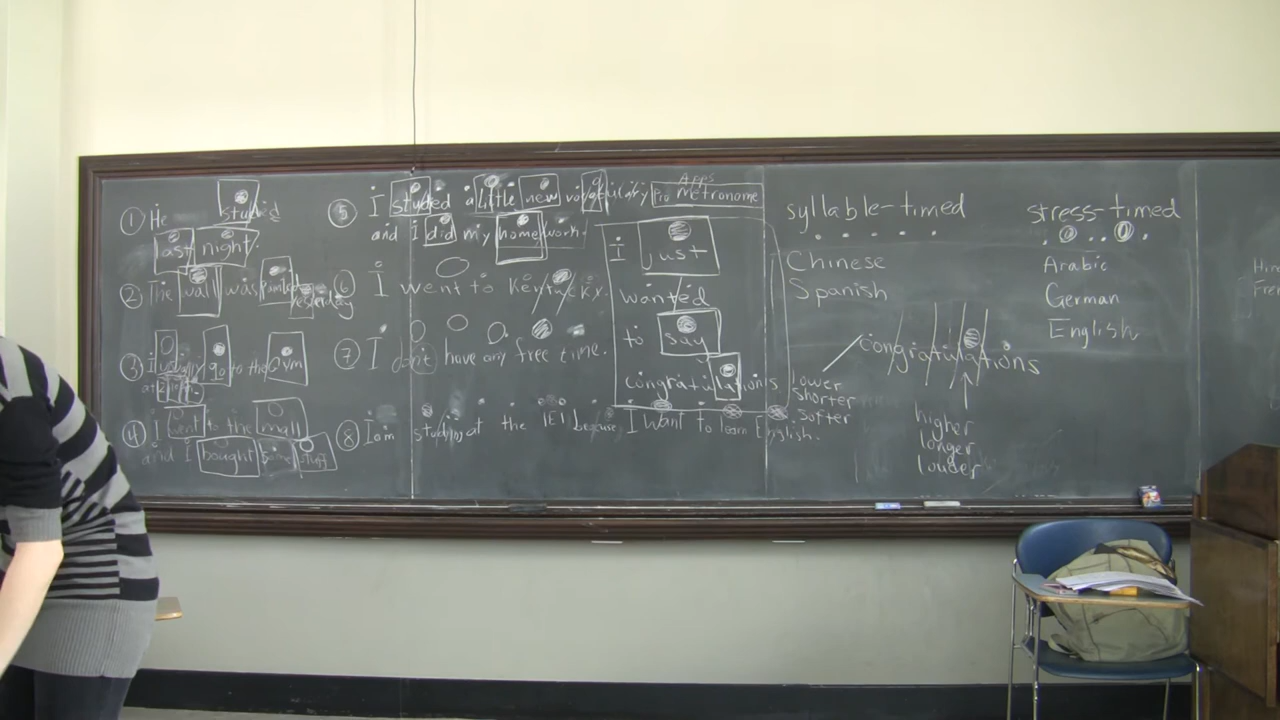 ① He studied
last night.
② The wall was painted
Yesterday
③ I usually go to the Gym
at
④ I went to the mall
and I bought some stuff
⑤ I studed a little new vocabulary
and I did my homework.
⑥ I went to Kentucky.
⑦ I don't have any free time.
⑧ I am studying at the IEI because I want to learn English.
Apps
Pro Metronome
I just
wanted
to say
congratulations
syllable-timed
Chinese
Spanish
stress-timed
Arabic
German
English
congratulations
lower
shorter
softer
higher
longer
louder